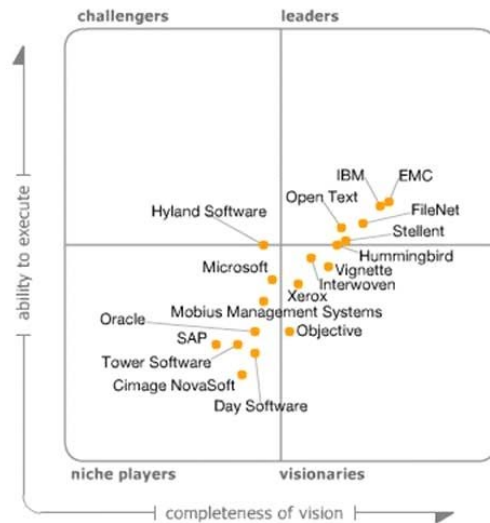 challengers
leaders
ability to execute
IBM
EMC
Open Text
FileNet
Hyland Software
Stellent
Hummingbird
Microsoft
Vignette
Interwoven
Xerox
Mobius Management Systems
Oracle
Objective
SAP
Tower Software
Cimage NovaSoft
Day Software
niche players
visionaries
completeness of vision